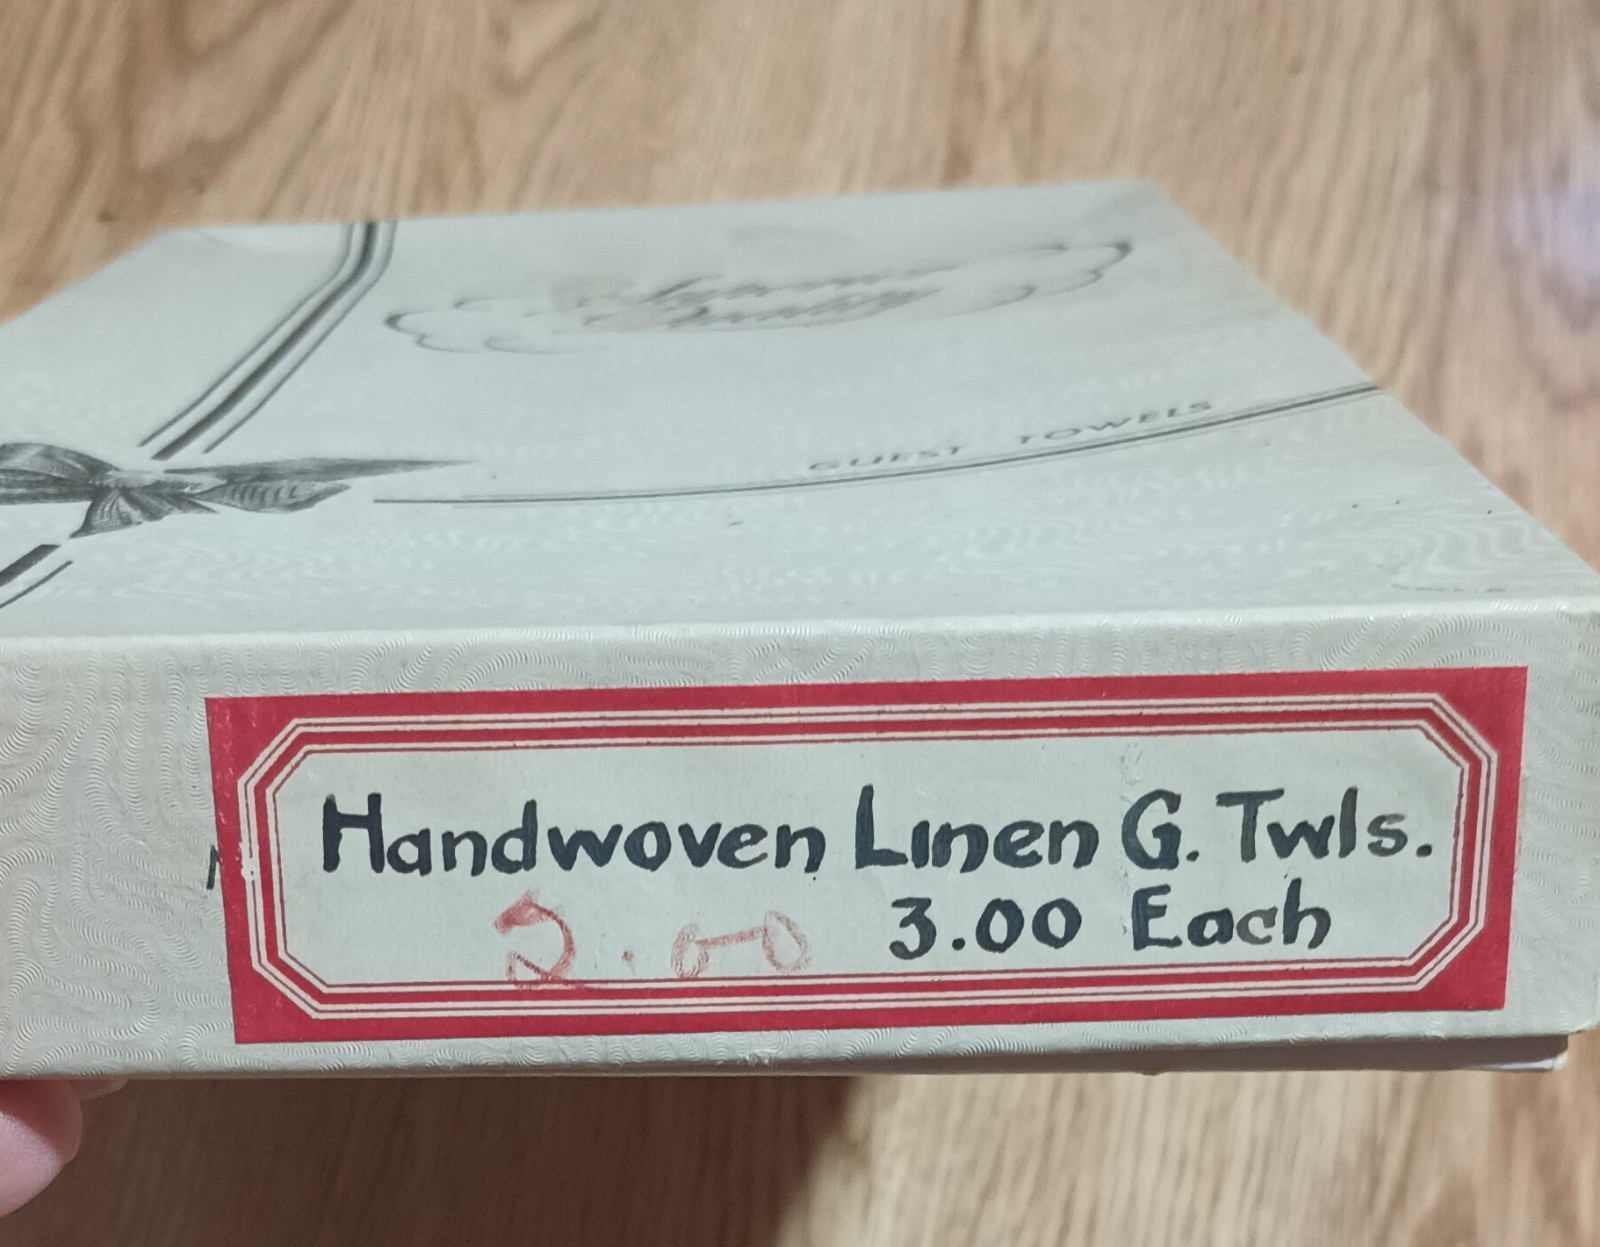 GUEST TOWELS
Handwoven Linen G. Twls.
2.00 3.00 Each